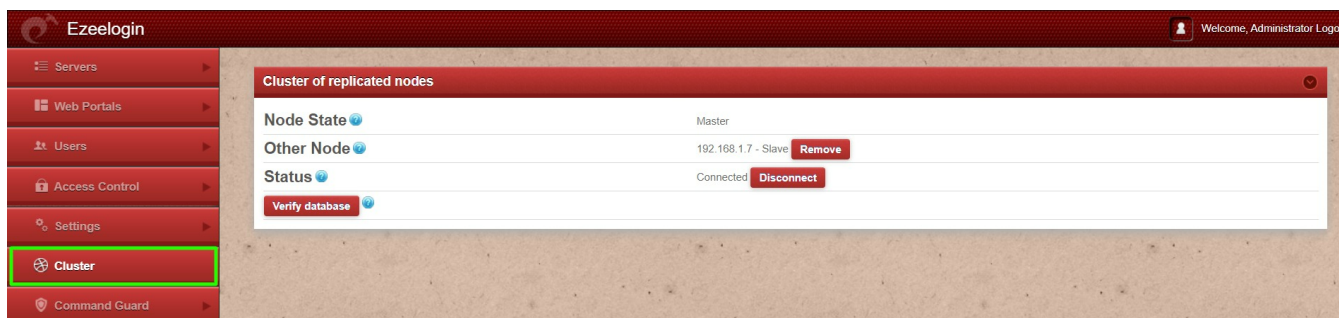 Ezeelogin
Welcome, Administrator Logo
Servers
Web Portals
Users
Access Control
Settings
Cluster
Command Guard
Cluster of replicated nodes
Node State ?
Master
Other Node ?
192.168.1.7 - Slave Remove
Status ?
Connected Disconnect
Verify database ?